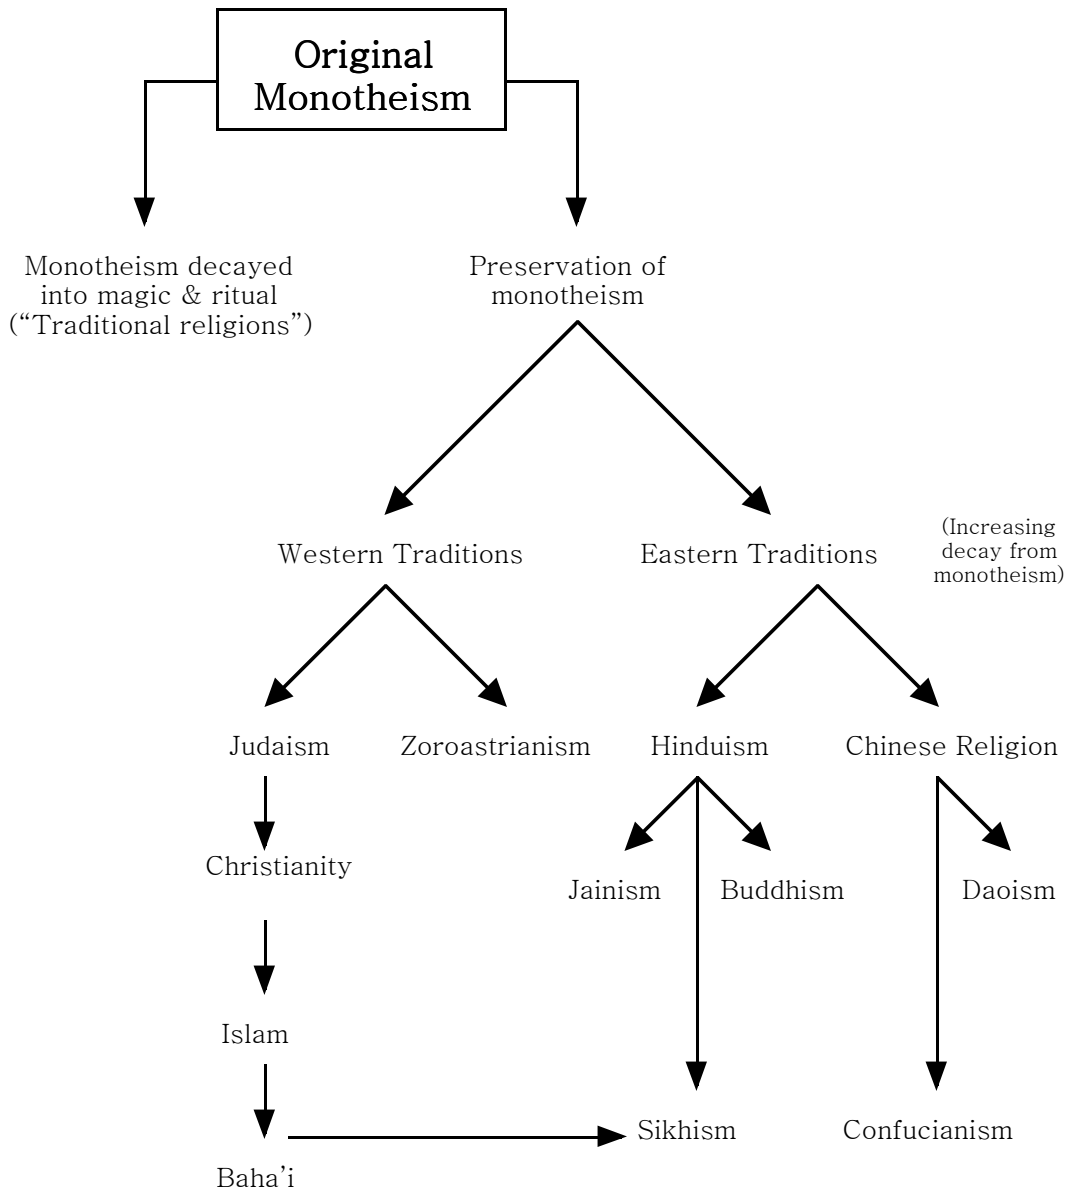 Original
Monotheism
Monotheism decayed
into magic & ritual
(“Traditional religions”)
Preservation of
monotheism
Western Traditions
Eastern Traditions
(Increasing
decay from
monotheism)
Judaism
Zoroastrianism
Hinduism
Chinese Religion
Christianity
Jainism
Buddhism
Daoism
Islam
Sikhism
Confucianism
Baha’i